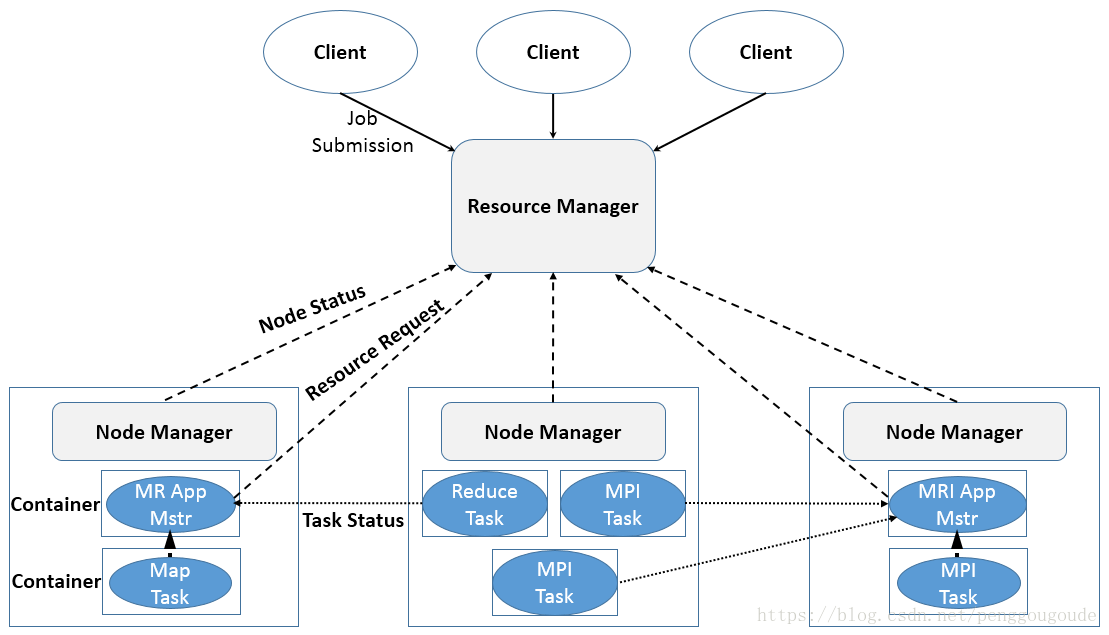 Client
Client
Client
Job
Submission
Resource Manager
Node Status
Resource Request
Node Manager
Node Manager
Node Manager
Container
MR App
Mstr
Reduce
Task
MPI
Task
MRI App
Mstr
Task Status
Container
Map
Task
MPI
Task
MPI
Task
https://blog.csdn.net/penggougoude